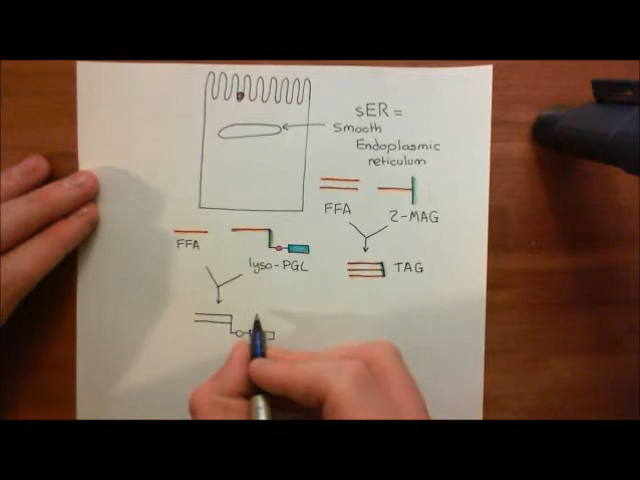 sER =
Smooth
Endoplasmic
reticulum
FFA
2-MAG
FFA
lyso-PGL
TAG